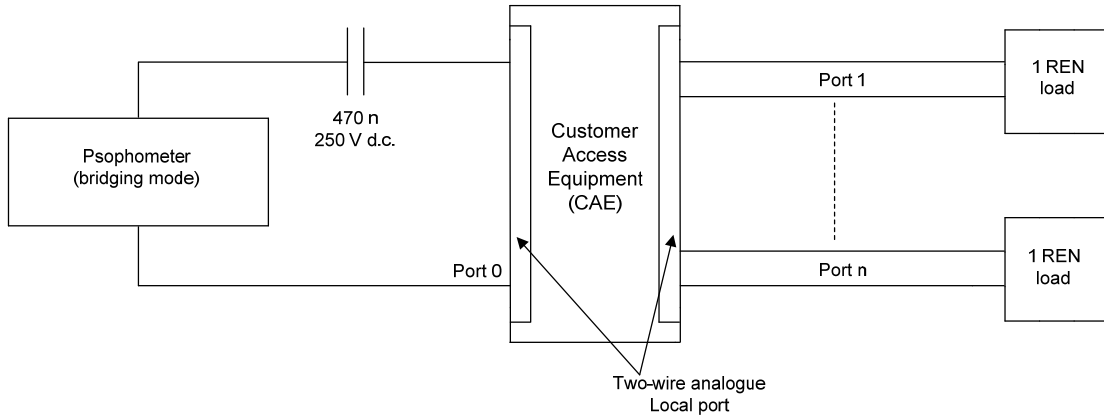 470 n
250 V d.c.
Psophometer
(bridging mode)
Customer
Access
Equipment
(CAE)
Port 0
Port 1
1 REN
load
Port n
1 REN
load
Two-wire analogue
Local port